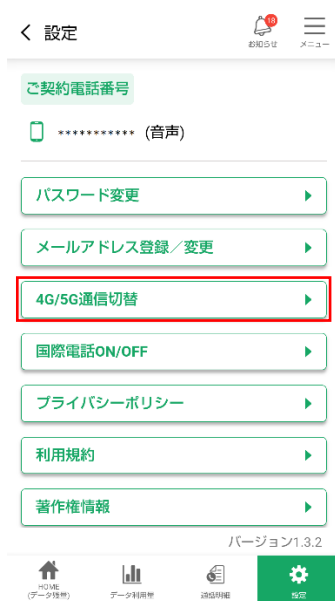 設定
18
お知らせ
メニュー
ご契約電話番号
*********** (音声)
パスワード変更
メールアドレス登録／変更
4G/5G通信切替
国際電話ON/OFF
プライバシーポリシー
利用規約
著作権情報
バージョン1.3.2
HOME
(データ残量)
データ利用量
通話明細
設定